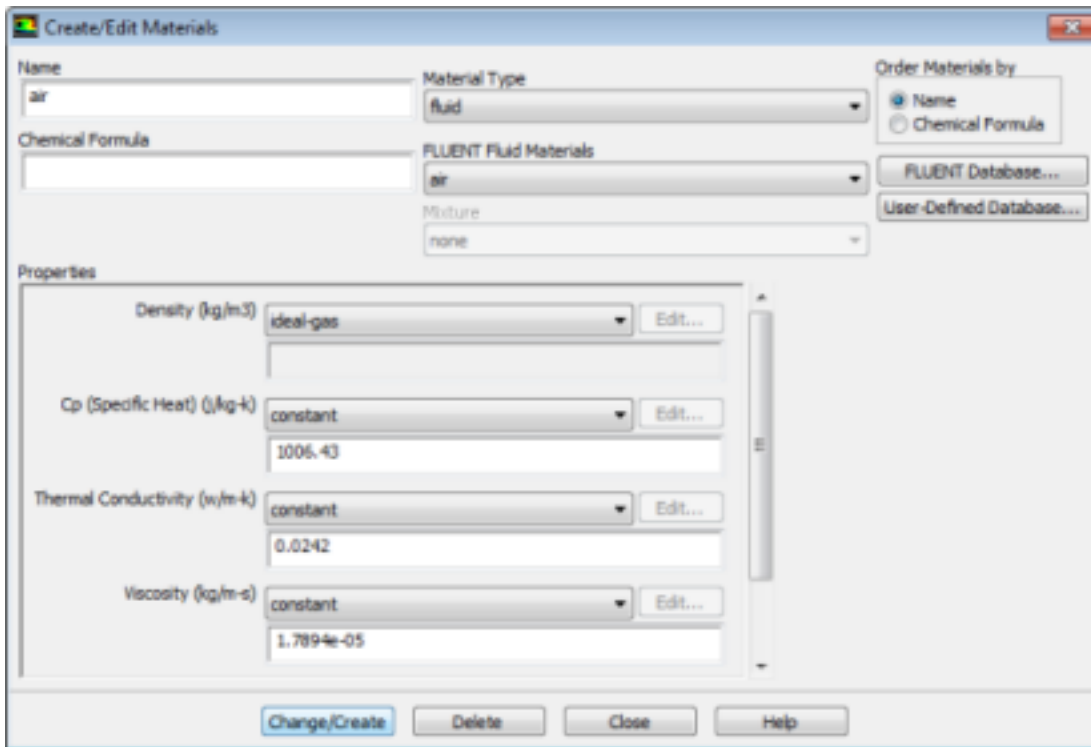 Create/Edit Materials
Name
air
Material Type
fluid
Order Materials by
Name
Chemical Formula
Chemical Formula
FLUENT Fluid Materials
air
FLUENT Database...
User-Defined Database...
Mixture
none
Properties
Density (kg/m3)
ideal-gas
Edit...
Cp (Specific Heat) (j/kg-k)
constant
Edit...
1006.43
Thermal Conductivity (w/m-k)
constant
Edit...
0.0242
Viscosity (kg/m-s)
constant
Edit...
1.7894e-05
Change/Create
Delete
Close
Help